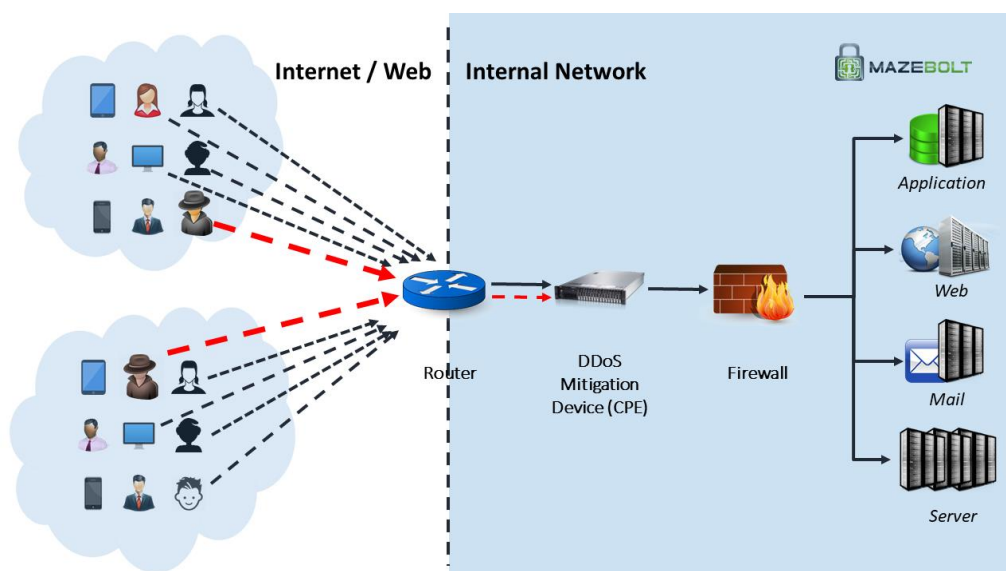 Internet / Web
Internal Network
MAZEBOLT
Application
Web
Mail
Server
Router
DDoS
Mitigation
Device (CPE)
Firewall